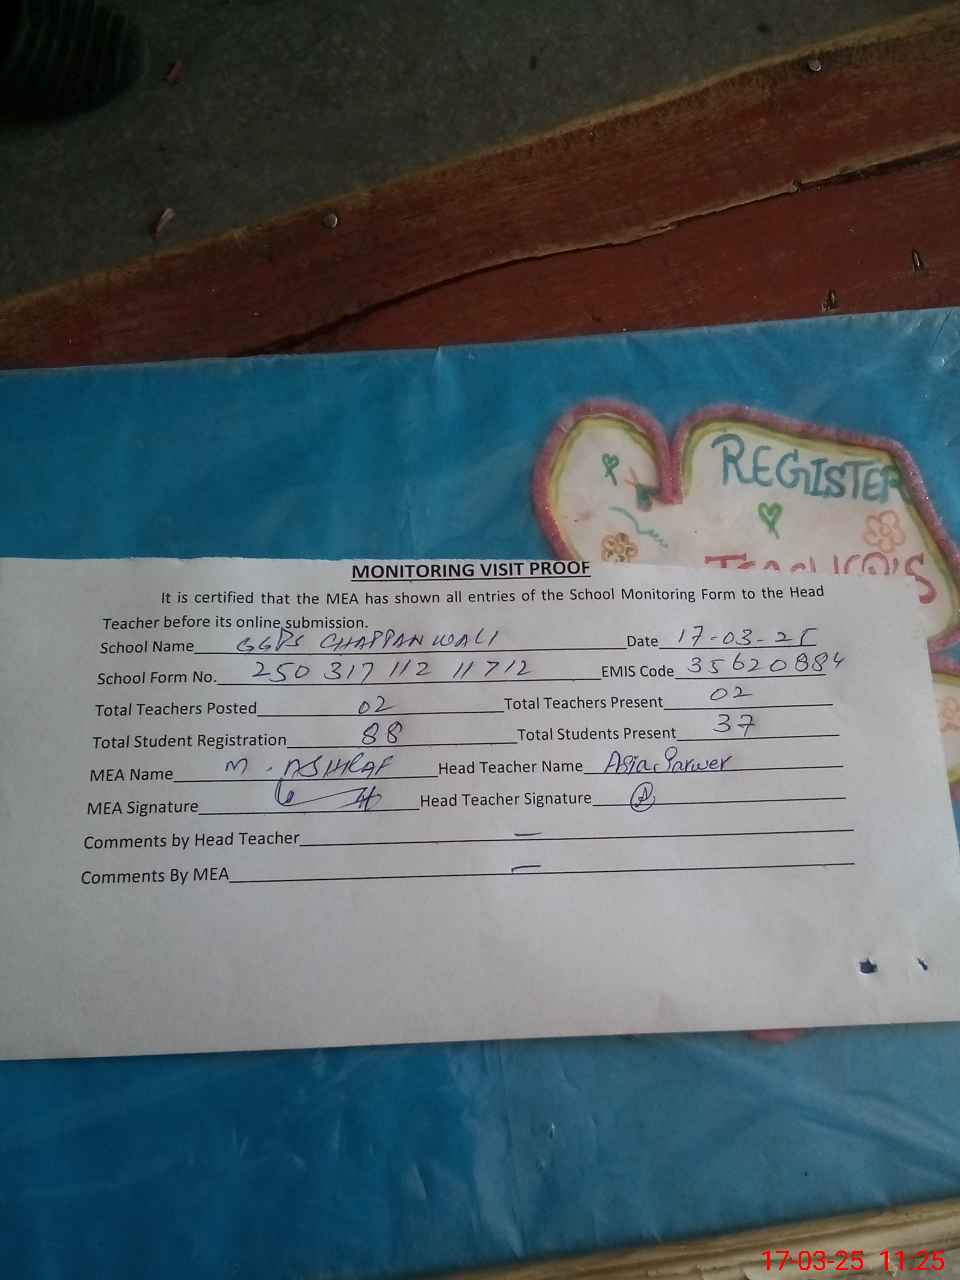 REGISTER
TEACHER'S
MONITORING VISIT PROOF
It is certified that the MEA has shown all entries of the School Monitoring Form to the Head
Teacher before its online submission.
School Name GGPS CHAPPAN WALI Date 17-03-25
School Form No. 250 317 112 11712 EMIS Code 35620884
Total Teachers Posted 02 Total Teachers Present 02
Total Student Registration 88 Total Students Present 37
MEA Name M. ASHRAF Head Teacher Name Asia Sarwer
MEA Signature Head Teacher Signature
Comments by Head Teacher —
Comments By MEA —
17-03-25 11:25